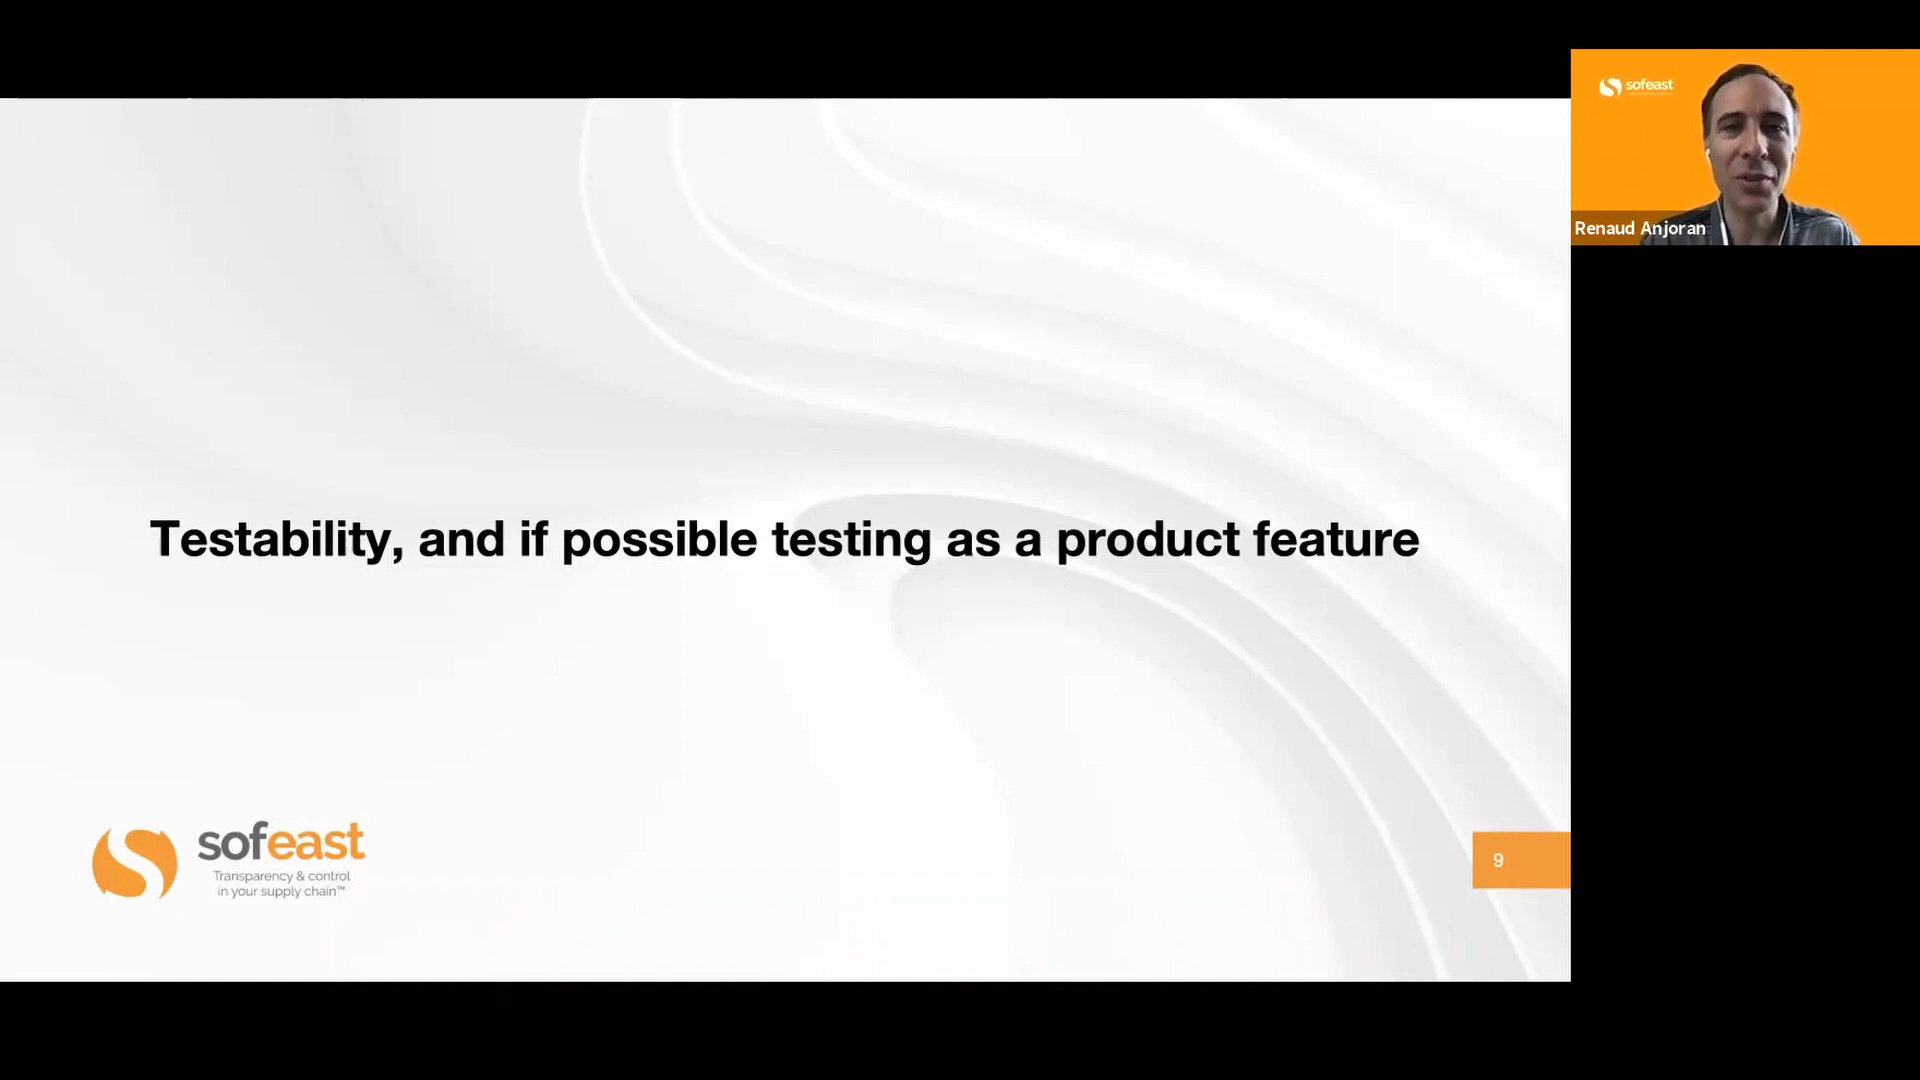 sofeast
Renaud Anjoran
Testability, and if possible testing as a product feature
sofeast
Transparency & control
in your supply chain™
9